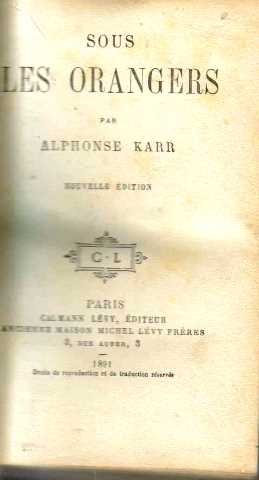 SOUS
LES ORANGERS
PAR
ALPHONSE KARR
NOUVELLE ÉDITION
C·L
PARIS
CALMANN LÉVY, ÉDITEUR
ANCIENNE MAISON MICHEL LÉVY FRÈRES
3, RUE AUBER, 3
1891
Droits de reproduction et de traduction réservés